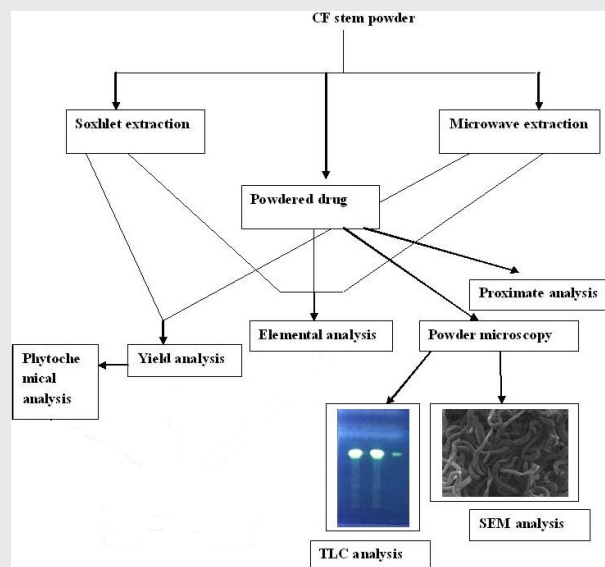 CF stem powder
Soxhlet extraction
Microwave extraction
Powdered drug
Proximate analysis
Elemental analysis
Powder microscopy
Yield analysis
Phytoche
mical
analysis
SEM analysis
TLC analysis